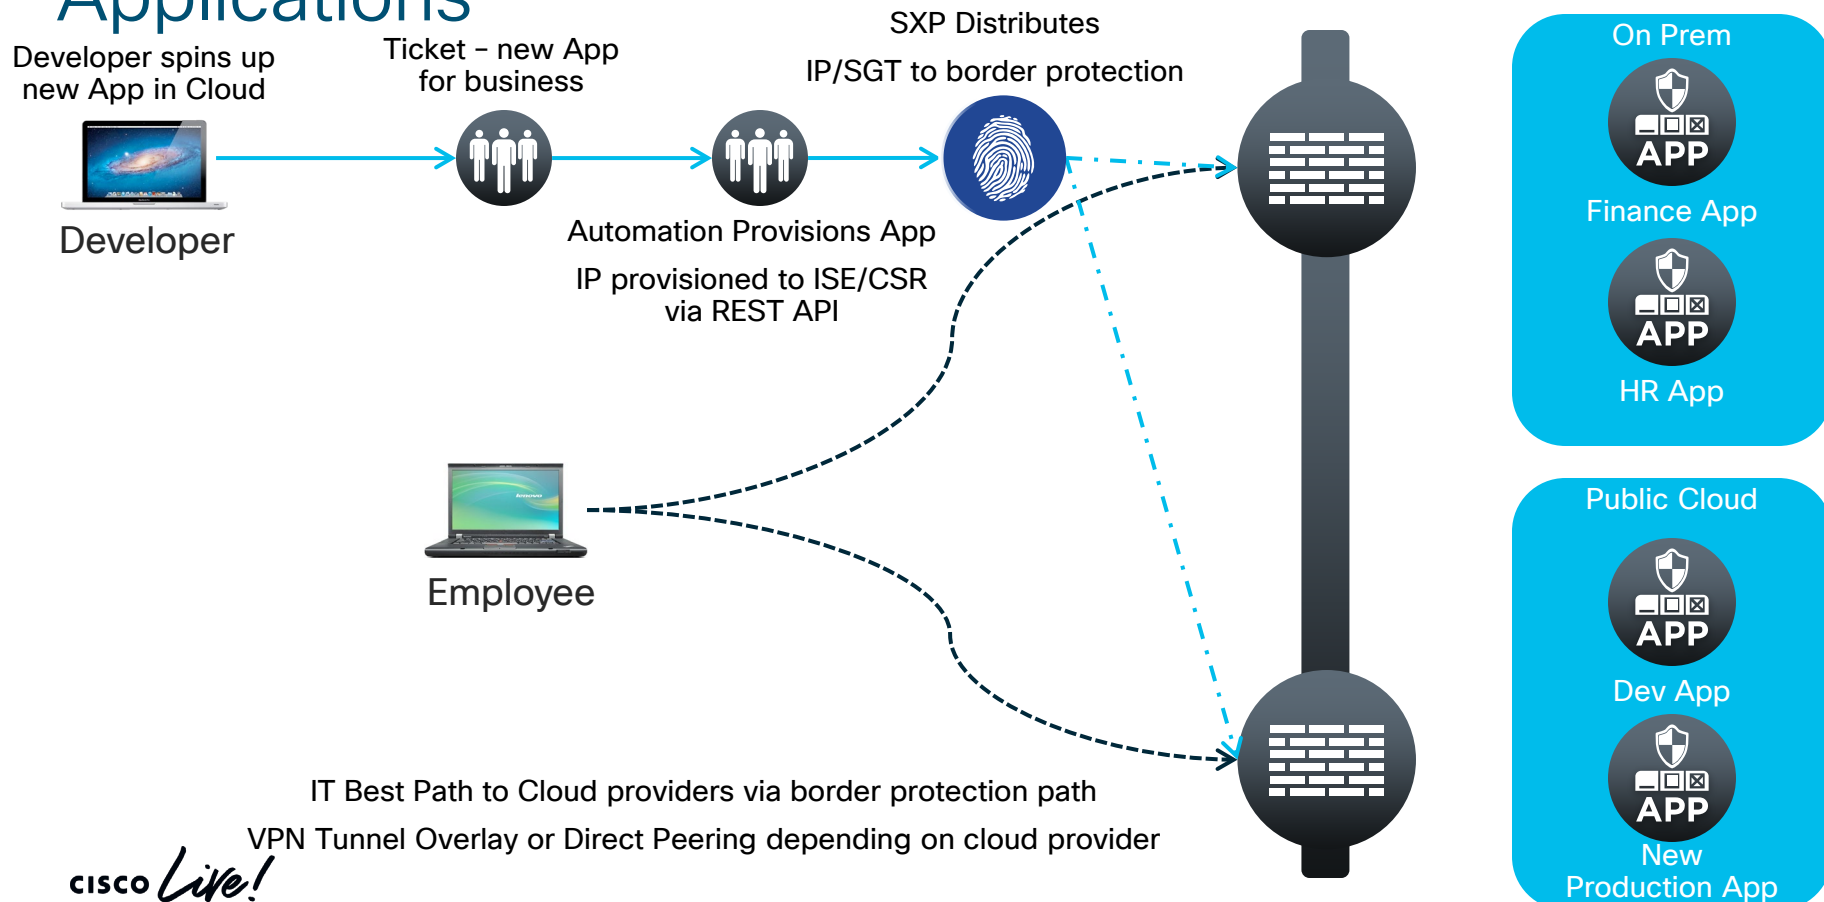 Applications
Developer spins up
new App in Cloud
Ticket – new App
for business
SXP Distributes
IP/SGT to border protection
On Prem
APP
Finance App
APP
HR App
Developer
Automation Provisions App
IP provisioned to ISE/CSR
via REST API
lenovo
Employee
Public Cloud
APP
Dev App
APP
New
Production App
IT Best Path to Cloud providers via border protection path
VPN Tunnel Overlay or Direct Peering depending on cloud provider
CISCO Live!